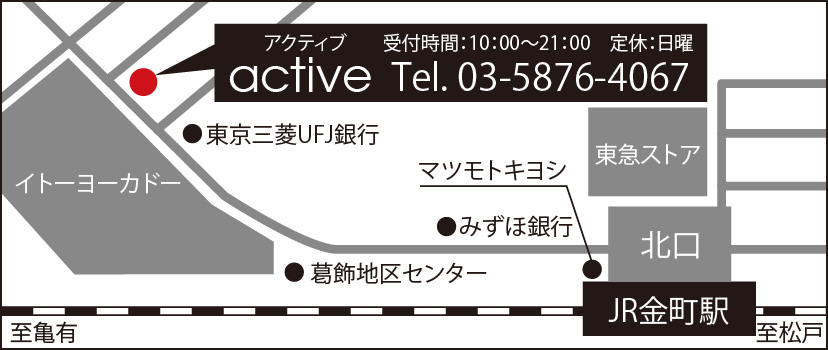 アクティブ 受付時間：10：00〜21：00 定休：日曜
active Tel. 03-5876-4067
東京三菱UFJ銀行
東急ストア
マツモトキヨシ
イトーヨーカドー
みずほ銀行
北口
葛飾地区センター
JR金町駅
至亀有
至松戸